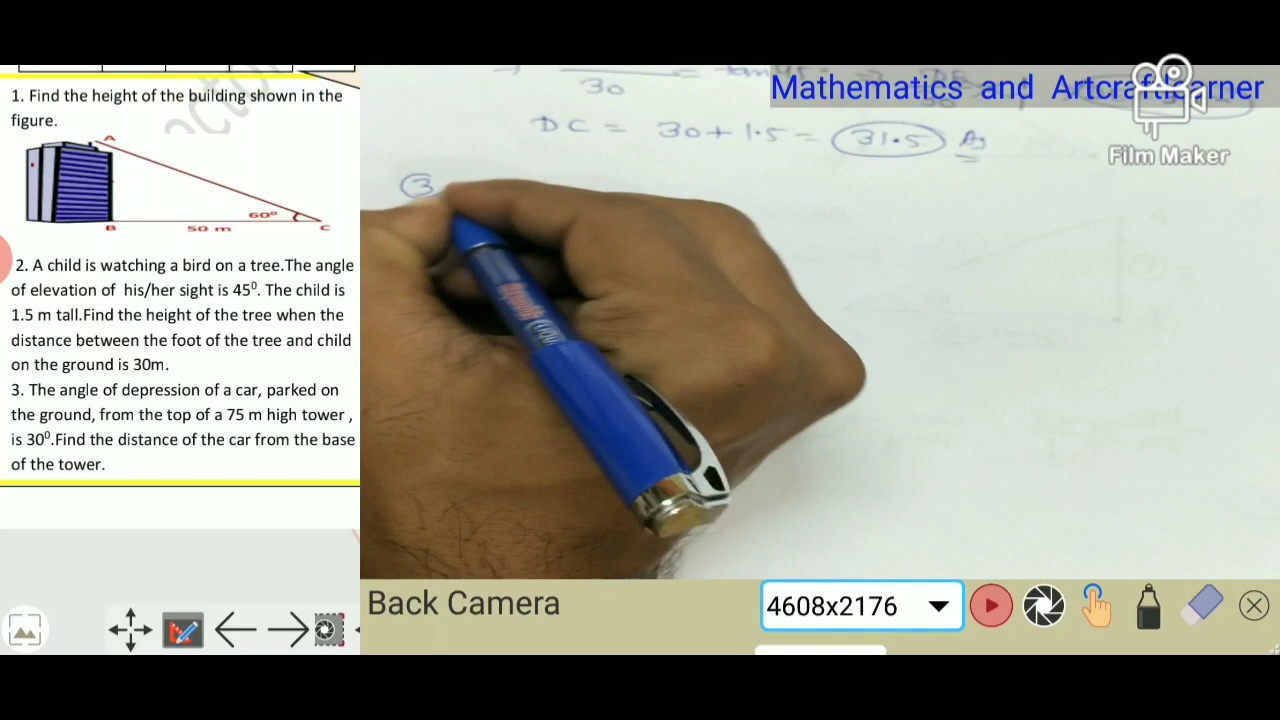 1. Find the height of the building shown in the
figure.
A
60°
B
50 m
C
2. A child is watching a bird on a tree.The angle
of elevation of his/her sight is 45⁰. The child is
1.5 m tall.Find the height of the tree when the
distance between the foot of the tree and child
on the ground is 30m.
3. The angle of depression of a car, parked on
the ground, from the top of a 75 m high tower ,
is 30⁰.Find the distance of the car from the base
of the tower.
30
Mathematics and Artcraftlearner
Film Maker
DC = 30+1.5 = 31.5
3
Back Camera
4608x2176